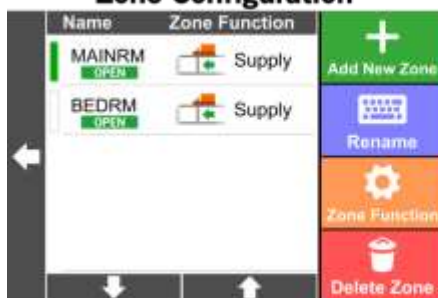 Zone Configuration
Name Zone Function
MAINRM Supply
OPEN
BEDRM Supply
OPEN
Add New Zone
Rename
Zone Function
Delete Zone